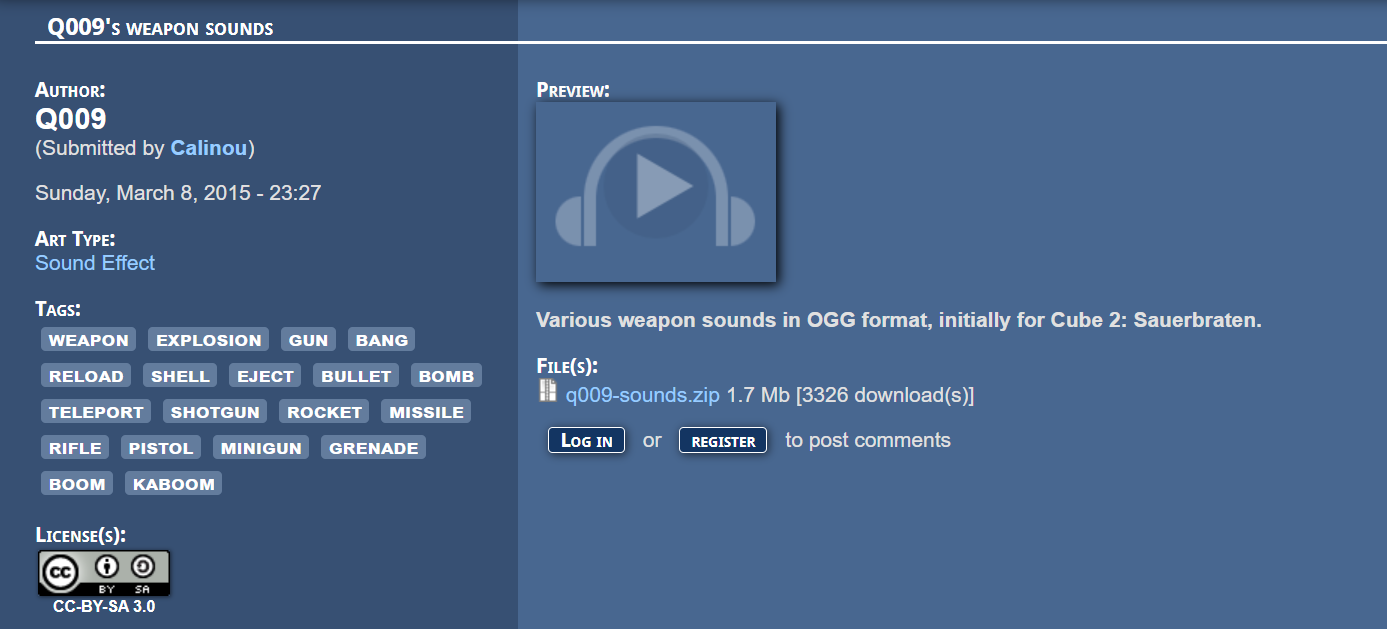 Q009's weapon sounds
Author:
Q009
(Submitted by Calinou)
Sunday, March 8, 2015 - 23:27
Art Type:
Sound Effect
Tags:
WEAPON EXPLOSION GUN BANG
RELOAD SHELL EJECT BULLET BOMB
TELEPORT SHOTGUN ROCKET MISSILE
RIFLE PISTOL MINIGUN GRENADE
BOOM KABOOM
License(s):
cc BY SA
CC-BY-SA 3.0
Preview:
Various weapon sounds in OGG format, initially for Cube 2: Sauerbraten.
File(s):
q009-sounds.zip 1.7 Mb [3326 download(s)]
Log in or register to post comments